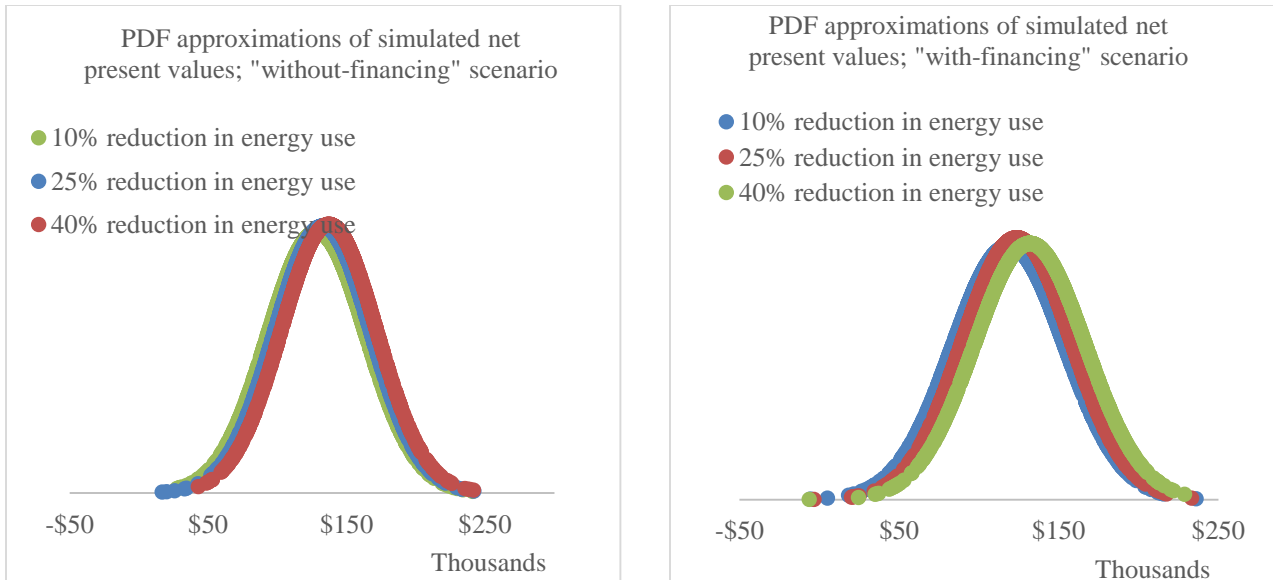 PDF approximations of simulated net
present values; "without-financing" scenario
10% reduction in energy use
25% reduction in energy use
40% reduction in energy use
-$50 $50 $150 $250
Thousands
PDF approximations of simulated net
present values; "with-financing" scenario
10% reduction in energy use
25% reduction in energy use
40% reduction in energy use
-$50 $50 $150 $250
Thousands